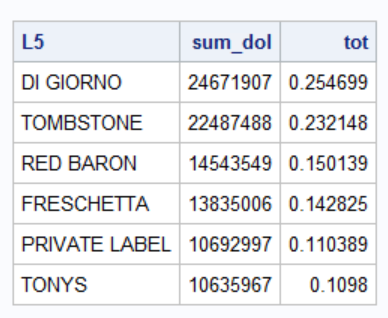 L5 sum_dol tot
DI GIORNO 24671907 0.254699
TOMBSTONE 22487488 0.232148
RED BARON 14543549 0.150139
FRESCHETTA 13835006 0.142825
PRIVATE LABEL 10692997 0.110389
TONYS 10635967 0.1098